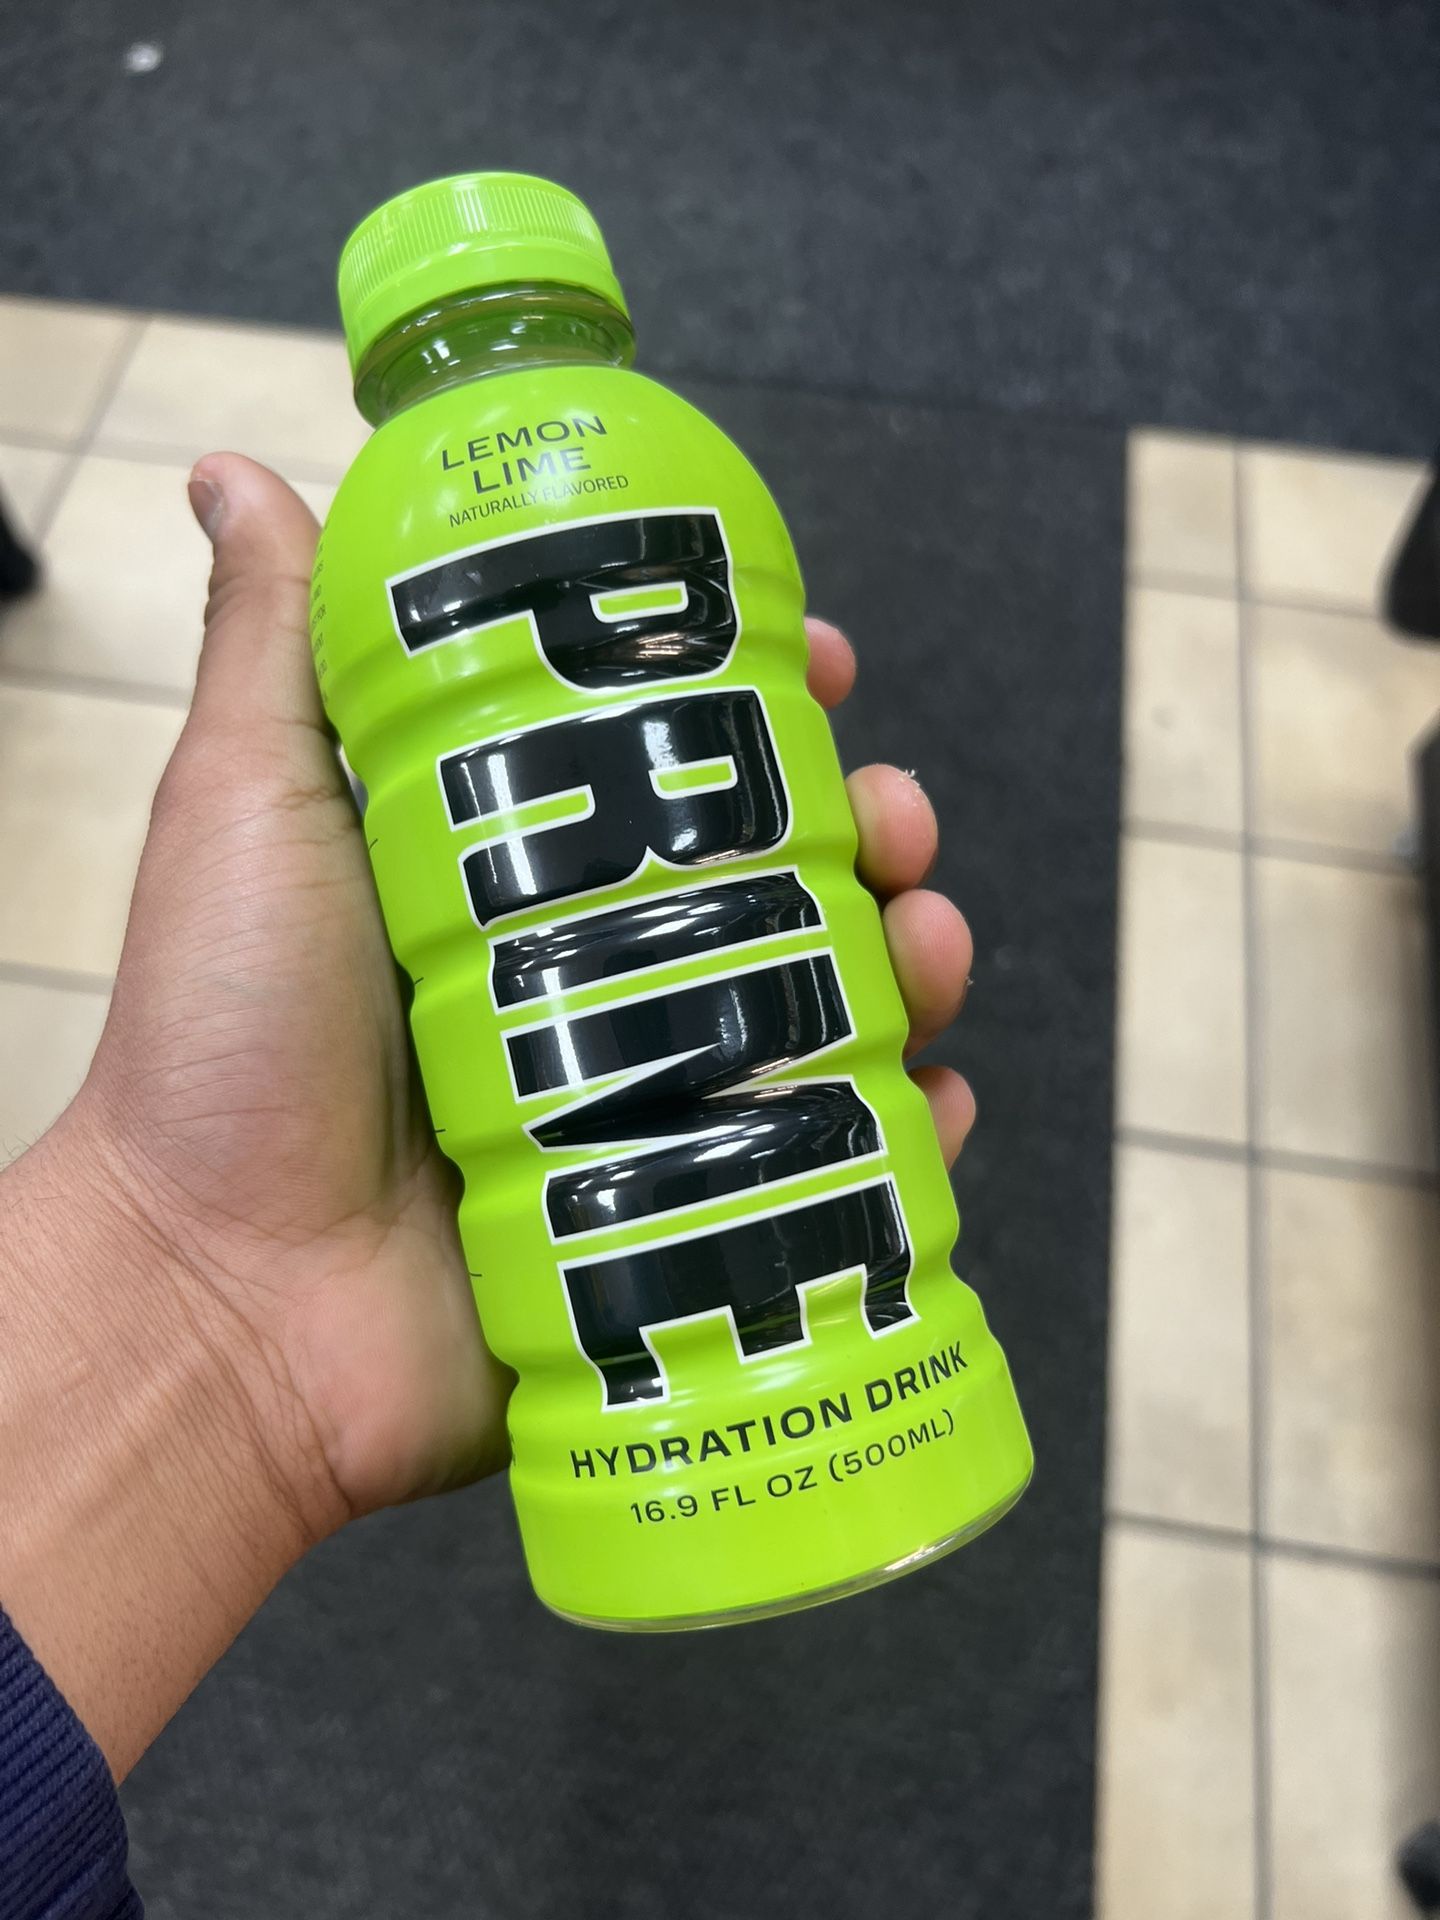 LEMON
LIME
NATURALLY FLAVORED
PRIME
HYDRATION DRINK
16.9 FL OZ (500ML)